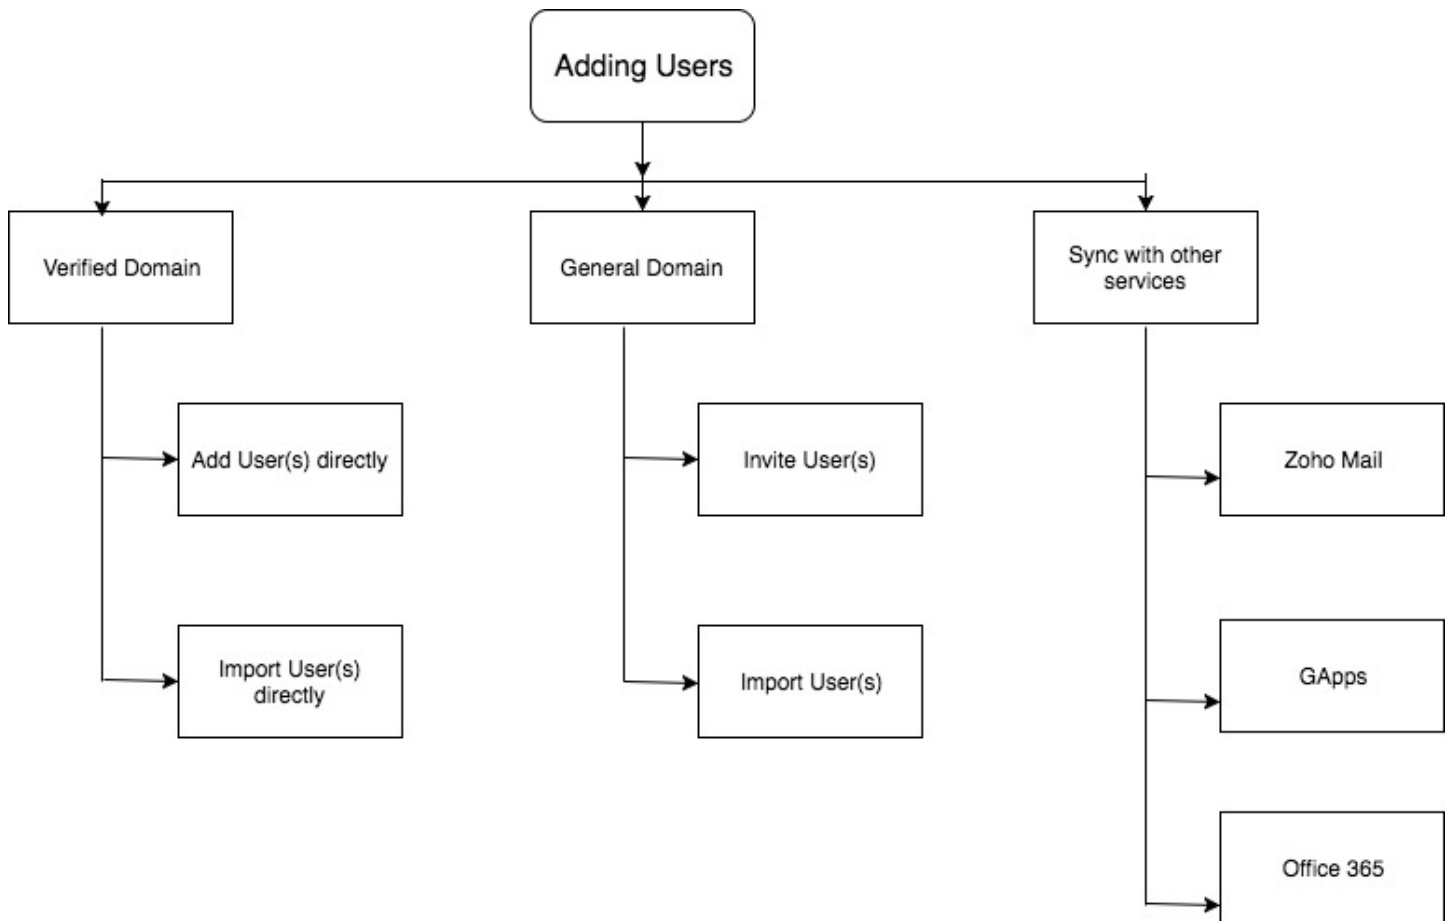 Adding Users
Verified Domain
General Domain
Sync with other
services
Add User(s) directly
Invite User(s)
Zoho Mail
Import User(s)
directly
Import User(s)
GApps
Office 365